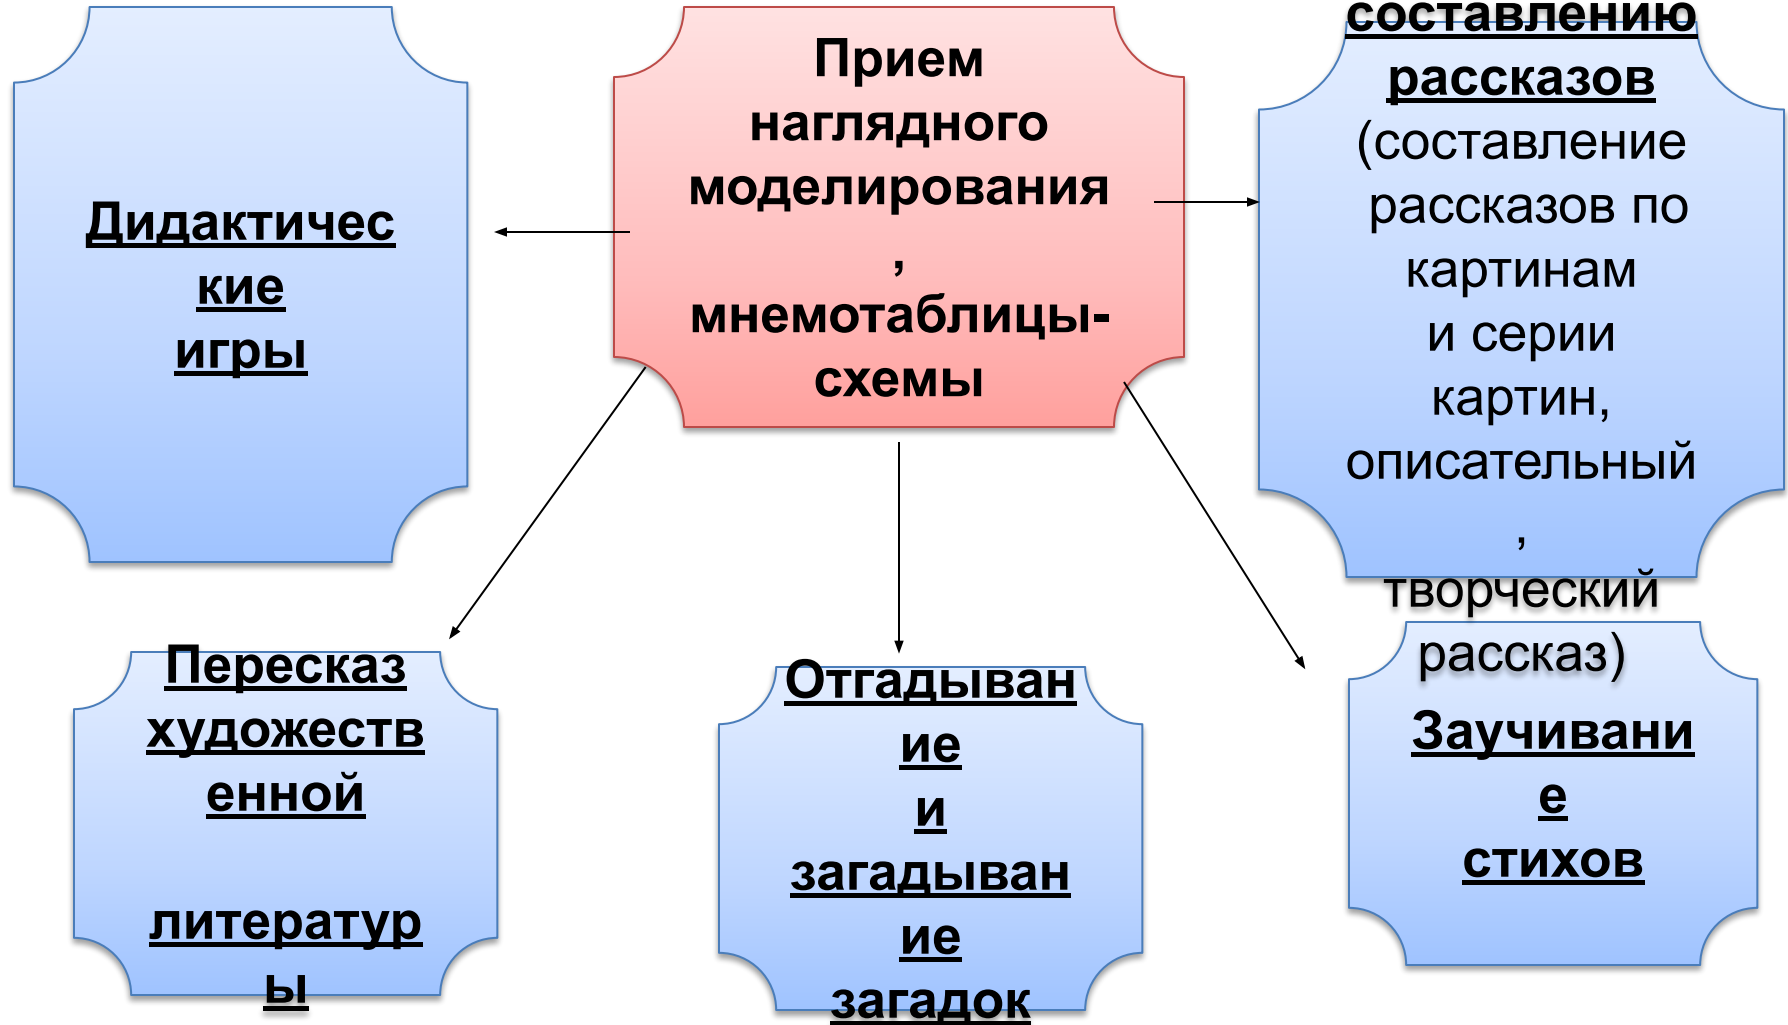 Дидактичес
кие
игры
Прием
наглядного
моделирования
,
мнемотаблицы-
схемы
составлению
рассказов
(составление
рассказов по
картинам
и серии
картин,
описательный
,
творческий
рассказ)
Пересказ
художеств
енной
литератур
ы
Отгадыван
ие
и
загадыван
ие
загадок
Заучивани
е
стихов